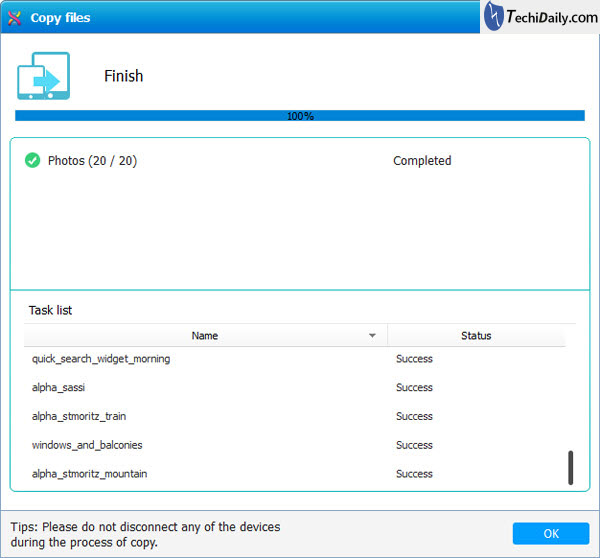 Copy files
TechiDaily.com
Finish
100%
Photos (20 / 20) Completed
Task list
Name Status
quick_search_widget_morning Success
alpha_sassi Success
alpha_stmoritz_train Success
windows_and_balconies Success
alpha_stmoritz_mountain Success
Tips: Please do not disconnect any of the devices
during the process of copy.
OK